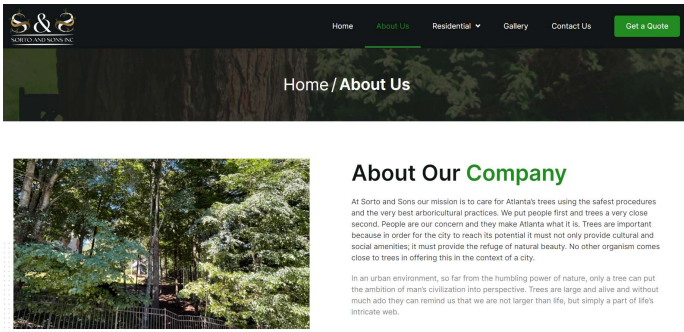 S & S
SORTO AND SONS INC
Home
About Us
Residential
Gallery
Contact Us
Get a Quote
Home / About Us
About Our Company
At Sorto and Sons our mission is to care for Atlanta's trees using the safest procedures
and the very best arboricultural practices. We put people first and trees a very close
second. People are our concern and they make Atlanta what it is. Trees are important
because in order for the city to reach its potential it must not only provide cultural and
social amenities; it must provide the refuge of natural beauty. No other organism comes
close to trees in offering this in the context of a city.
In an urban environment, so far from the humbling power of nature, only a tree can put
the ambition of man's civilization into perspective. Trees are large and alive and without
much ado they can remind us that we are not larger than life, but simply a part of life's
intricate web.